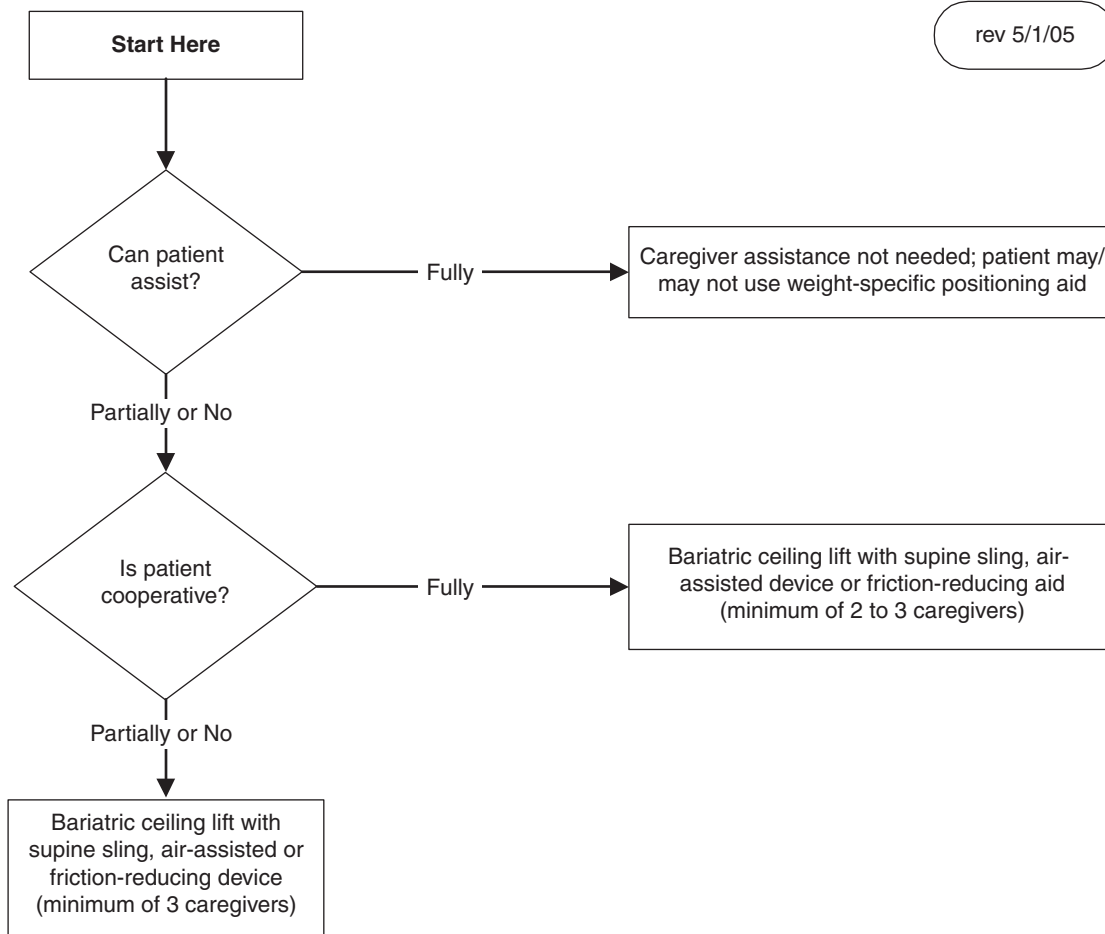 Start Here
rev 5/1/05
Can patient
assist?
Fully
Caregiver assistance not needed; patient may/
may not use weight-specific positioning aid
Partially or No
Is patient
cooperative?
Fully
Bariatric ceiling lift with supine sling, air-
assisted device or friction-reducing aid
(minimum of 2 to 3 caregivers)
Partially or No
Bariatric ceiling lift with
supine sling, air-assisted or
friction-reducing device
(minimum of 3 caregivers)